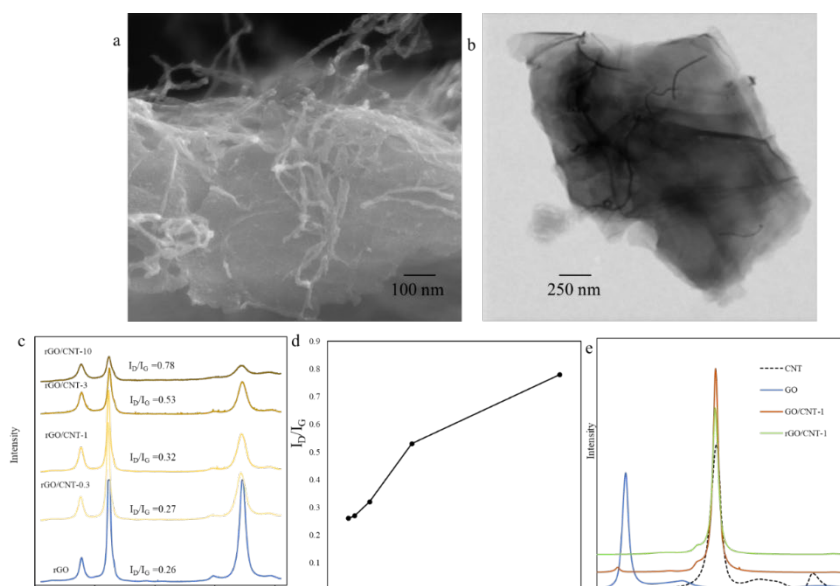 a
100 nm
b
250 nm
c
rGO/CNT-10
I_D/I_G =0.78
rGO/CNT-3
I_D/I_G =0.53
rGO/CNT-1
I_D/I_G =0.32
rGO/CNT-0.3
I_D/I_G =0.27
rGO
I_D/I_G =0.26
Intensity
d
0.9
0.8
0.7
0.6
0.5
0.4
0.3
0.2
0.1
I_D/I_G
e
CNT
GO
GO/CNT-1
rGO/CNT-1
Intensity